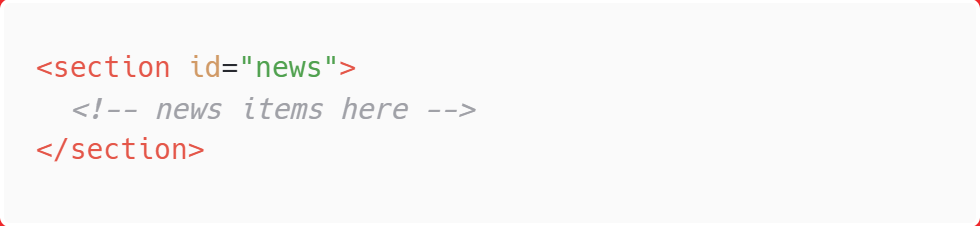 <section id="news">
  <!-- news items here -->
</section>